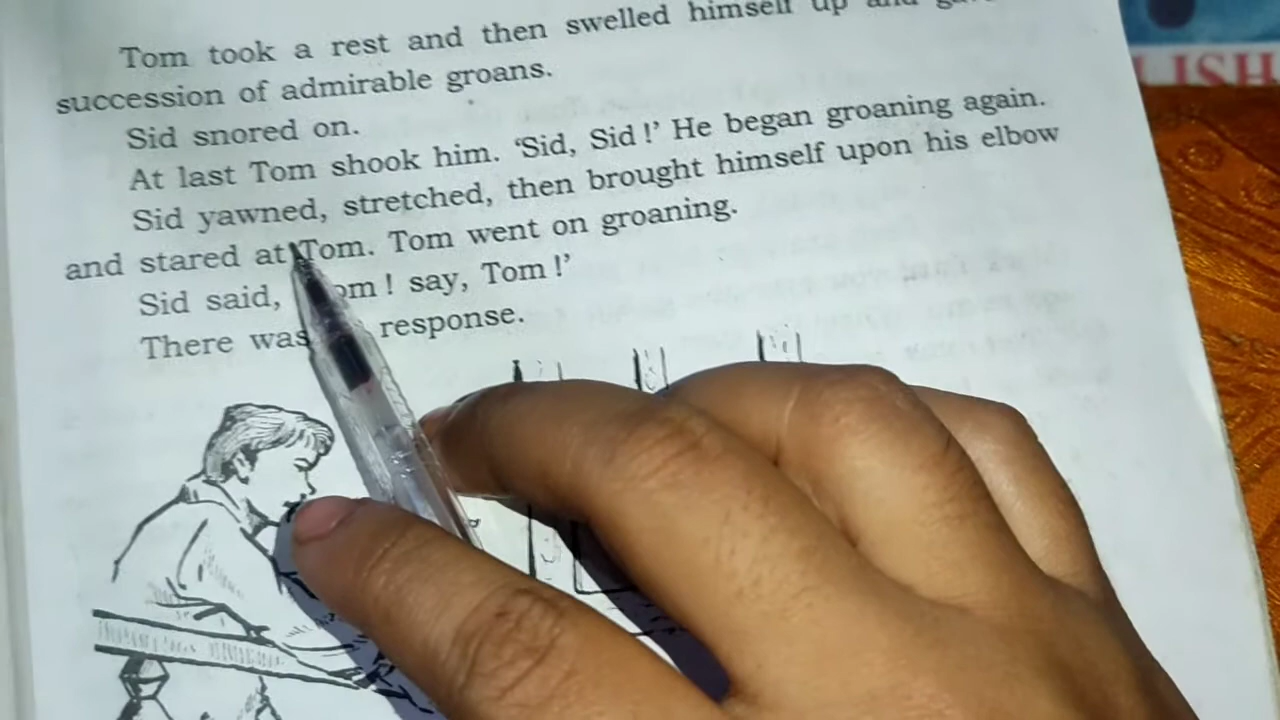 Tom took a rest and then swelled himself up and
succession of admirable groans.
Sid snored on.
At last Tom shook him. ‘Sid, Sid !’ He began groaning again.
Sid yawned, stretched, then brought himself upon his elbow
and stared at Tom. Tom went on groaning.
Sid said, om ! say, Tom !’
There was response.
LISH